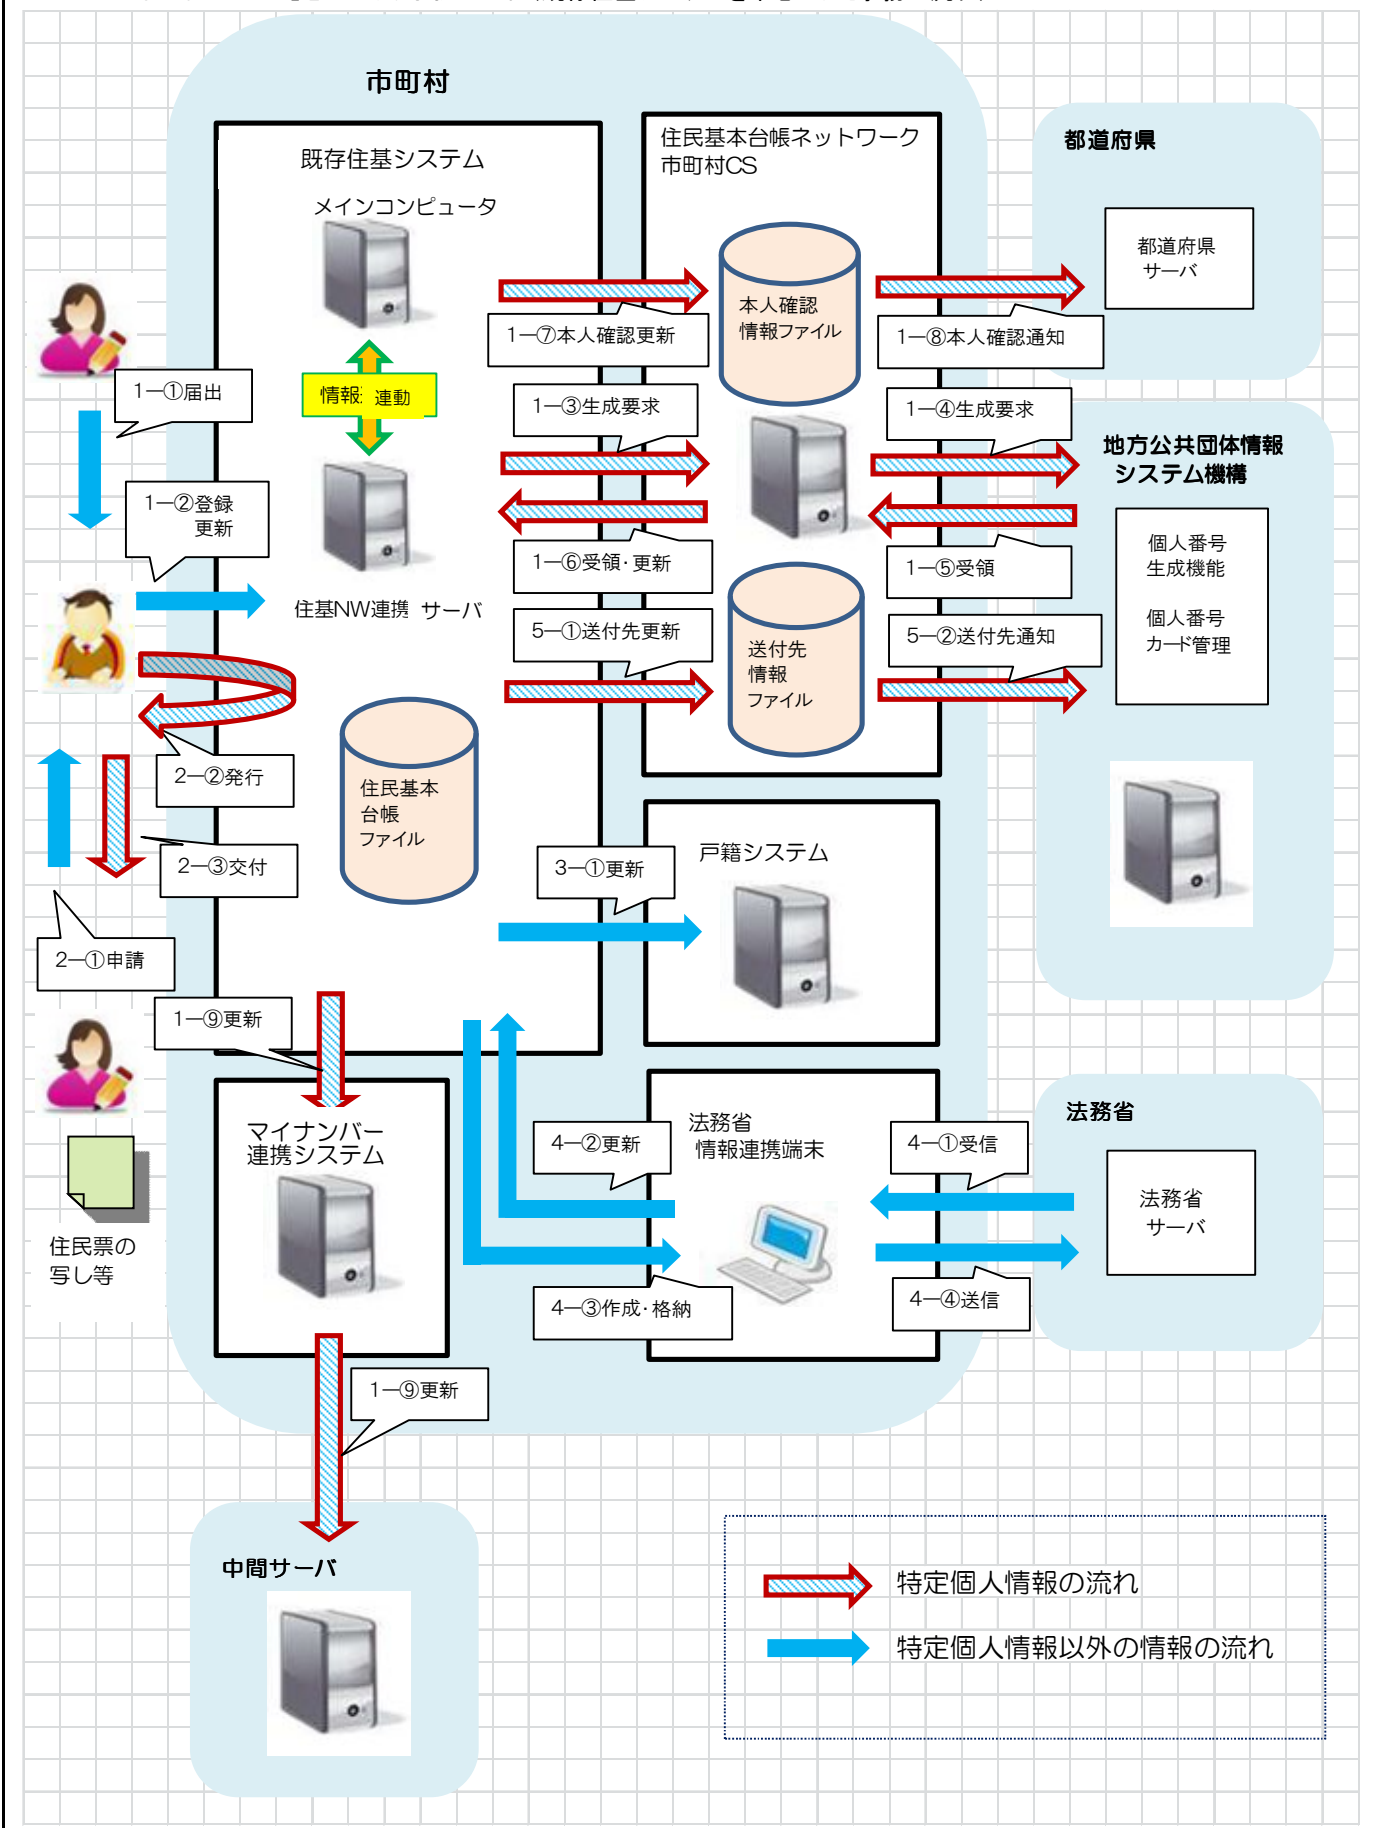 市町村
既存住基システム
メインコンピュータ
住民基本台帳ネットワーク
市町村CS
都道府県
都道府県
サーバ
本人確認
情報ファイル
1―⑦本人確認更新
1―⑧本人確認通知
1―①届出
情報
連動
1―③生成要求
1―④生成要求
地方公共団体情報
システム機構
1―②登録
更新
個人番号
生成機能
個人番号
カード管理
1―⑥受領・更新
1―⑤受領
住基NW連携
サーバ
5―①送付先更新
5―②送付先通知
送付先
情報
ファイル
2―②発行
住民基本
台帳
ファイル
2―③交付
3―①更新
戸籍システム
2―①申請
1―⑨更新
マイナンバー
連携システム
法務省
情報連携端末
4―②更新
4―①受信
法務省
法務省
サーバ
住民票の
写し等
4―③作成・格納
4―④送信
1―⑨更新
中間サーバ
特定個人情報の流れ
特定個人情報以外の情報の流れ